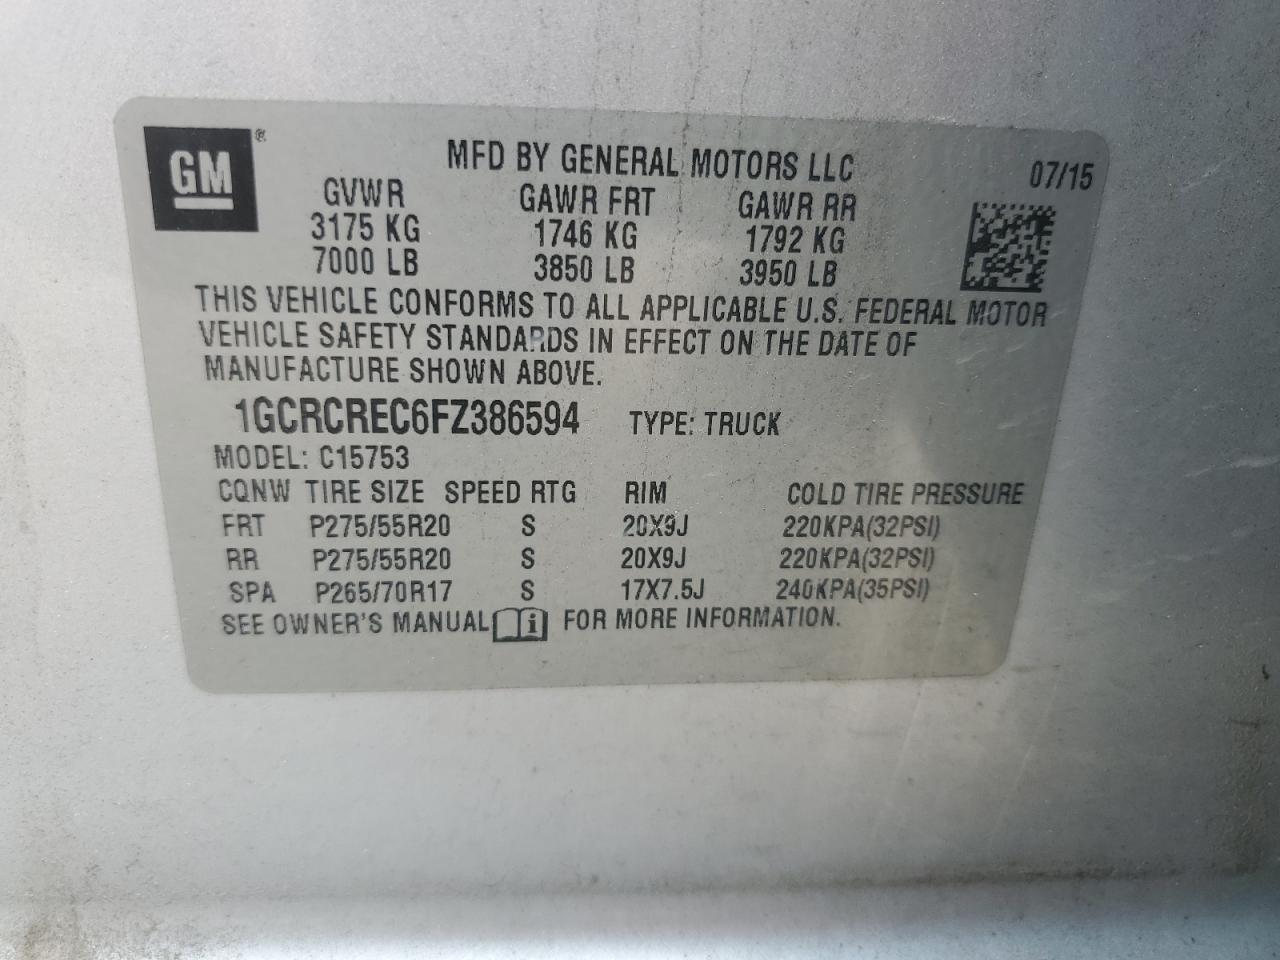 GM®
MFD BY GENERAL MOTORS LLC 07/15
GVWR GAWR FRT GAWR RR
3175 KG 1746 KG 1792 KG
7000 LB 3850 LB 3950 LB
THIS VEHICLE CONFORMS TO ALL APPLICABLE U.S. FEDERAL MOTOR
VEHICLE SAFETY STANDARDS IN EFFECT ON THE DATE OF
MANUFACTURE SHOWN ABOVE.
1GCRCREC6FZ386594 TYPE: TRUCK
MODEL: C15753
CQNW TIRE SIZE SPEED RTG RIM COLD TIRE PRESSURE
FRT P275/55R20 S 20X9J 220KPA(32PSI)
RR P275/55R20 S 20X9J 220KPA(32PSI)
SPA P265/70R17 S 17X7.5J 240KPA(35PSI)
SEE OWNER'S MANUAL i FOR MORE INFORMATION.